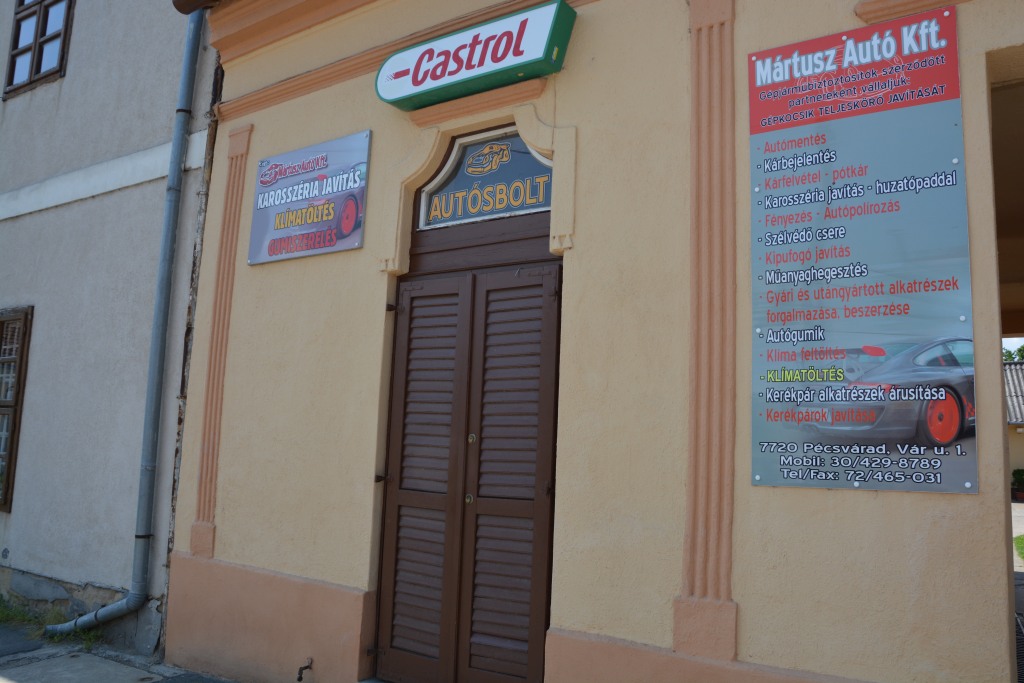 Castrol
Mártusz Autó Kft.
KAROSSZÉRIA JAVÍTÁS
KLÍMATÖLTÉS
GUMISZERELÉS
AUTÓSBOLT
Mártusz Autó Kft.
Gépjárműbiztosítók szerződött
partnereként vállaljuk
GÉPKOCSIK TELJESKÖRŰ JAVÍTÁSÁT
- Autómentés
- Kárbejelentés
- Kárfelvétel - pótkár
- Karosszéria javítás - huzatópaddal
- Fényezés - Autópolírozás
- Szélvédő csere
- Kipufogó javítás
- Műanyaghegesztés
- Gyári és utángyártott alkatrészek
forgalmazása, beszerzése
- Autógumik
- Klíma feltöltés
- KLÍMATÖLTÉS
- Kerékpár alkatrészek árusítása
- Kerékpárok javítása
7720 Pécsvárad, Vár u. 1.
Mobil: 30/429-8789
Tel/Fax: 72/465-031